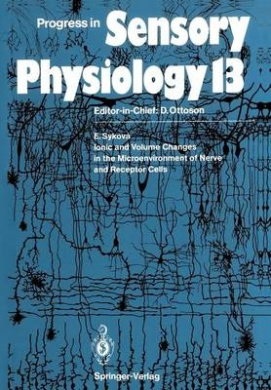 Progress in Sensory
Physiology 13
Editor-in-Chief: D. Ottoson
E. Sykova
Ionic and Volume Changes
in the Microenvironment of Nerve
and Receptor Cells
Springer-Verlag